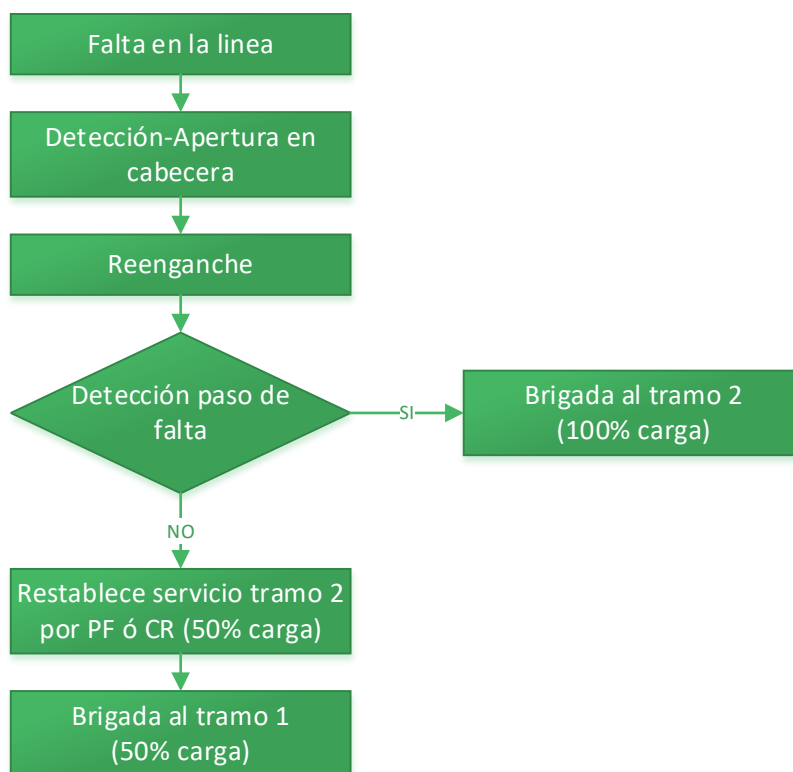 Falta en la linea
Detección-Apertura en
cabecera
Reenganche
Detección paso de
falta
SI
Brigada al tramo 2
(100% carga)
NO
Restablece servicio tramo 2
por PF ó CR (50% carga)
Brigada al tramo 1
(50% carga)